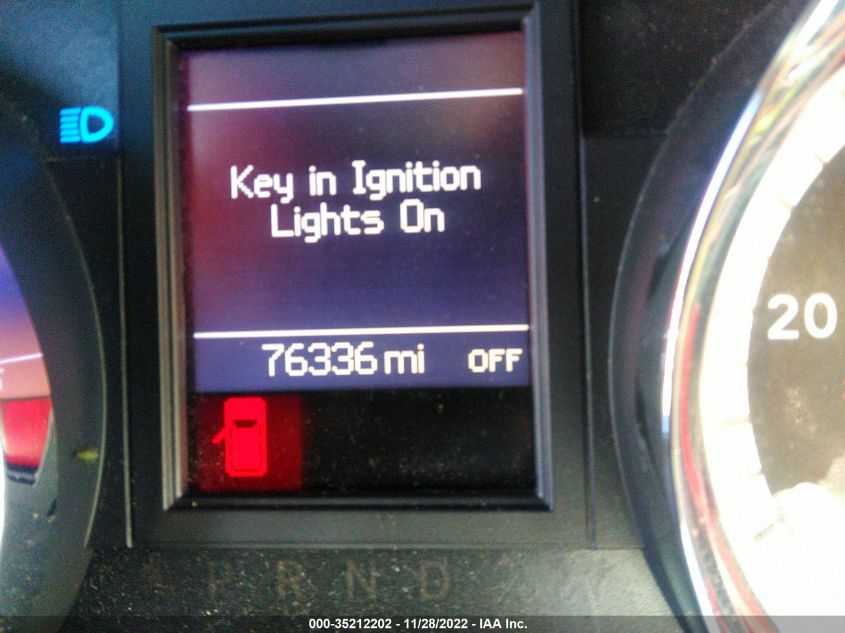 Key in Ignition
Lights On
76336 mi OFF
20
P R N D
000-35212202 - 11/28/2022 - IAA Inc.